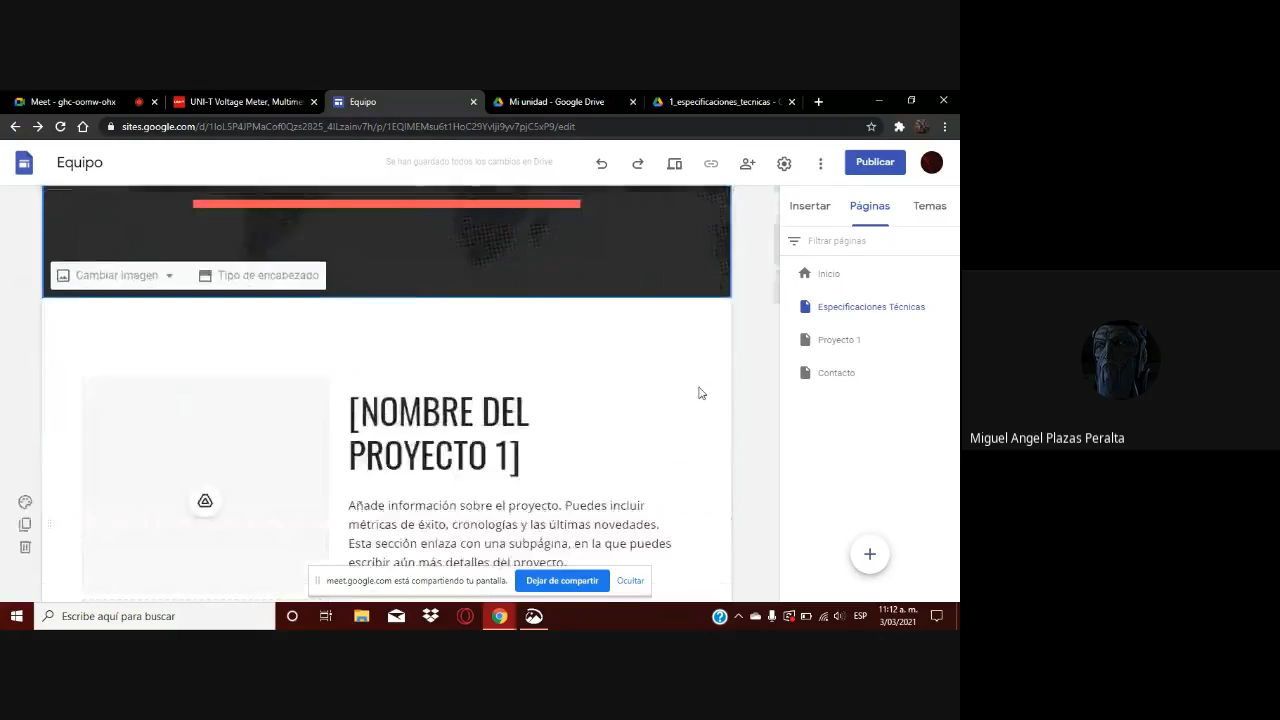 Meet - ghc-oomw-ohx
UNI-T Voltage Meter, Multime
Equipo
Mi unidad - Google Drive
1_especificaciones_tecnicas - G
Equipo
Se han guardado todos los cambios en Drive
Publicar
Insertar
Páginas
Temas
Filtrar páginas
Inicio
Especificaciones Técnicas
Proyecto 1
Contacto
Cambiar imagen
Tipo de encabezado
[NOMBRE DEL
PROYECTO 1]
Añade información sobre el proyecto. Puedes incluir
métricas de éxito, cronologías y las últimas novedades.
Esta sección enlaza con una subpágina, en la que puedes
escribir aún más detalles del proyecto.
meet.google.com está compartiendo tu pantalla.
Dejar de compartir
Ocultar
Miguel Angel Plazas Peralta
Escribe aquí para buscar
ESP
11:12 a. m.
3/03/2021